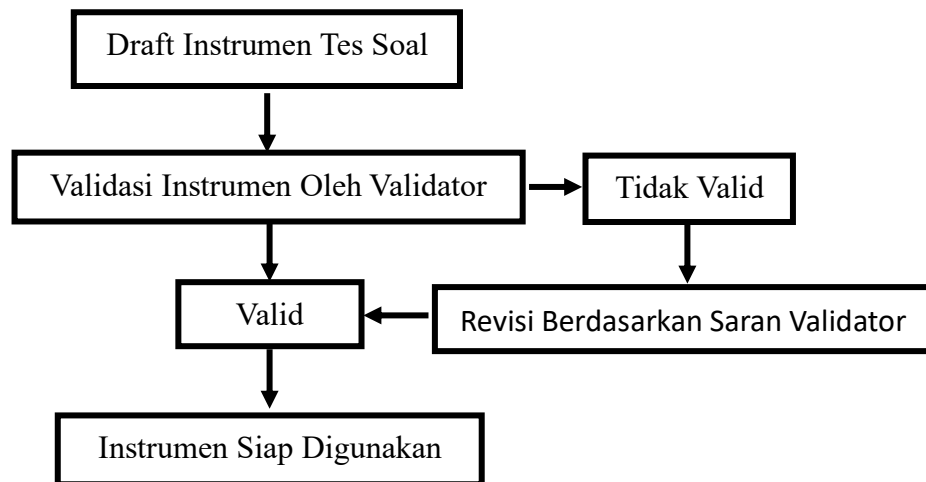 Draft Instrumen Tes Soal
Validasi Instrumen Oleh Validator
Tidak Valid
Valid
Revisi Berdasarkan Saran Validator
Instrumen Siap Digunakan